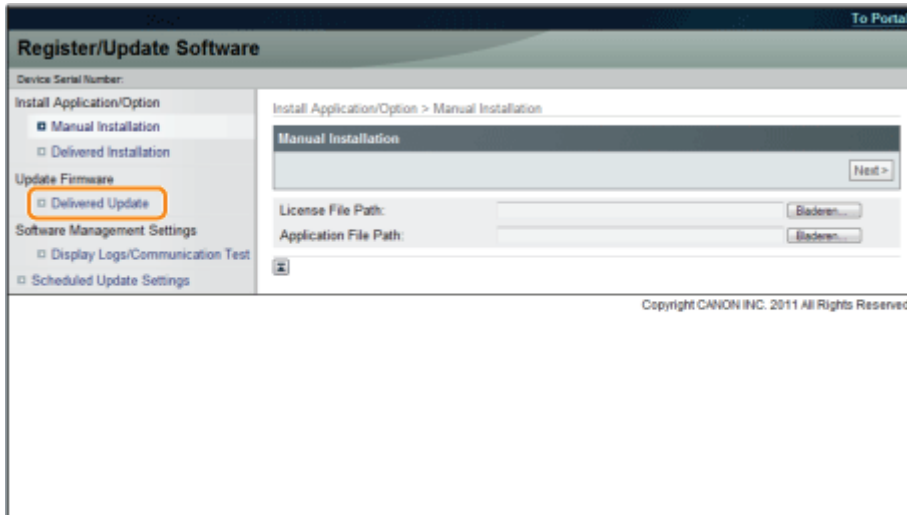 To Portal
Register/Update Software
Device Serial Number:
Install Application/Option
Manual Installation
Delivered Installation
Update Firmware
Delivered Update
Software Management Settings
Display Logs/Communication Test
Scheduled Update Settings
Install Application/Option > Manual Installation
Manual Installation
Next >
License File Path:
Bladeren...
Application File Path:
Bladeren...
Copyright CANON INC. 2011 All Rights Reserved